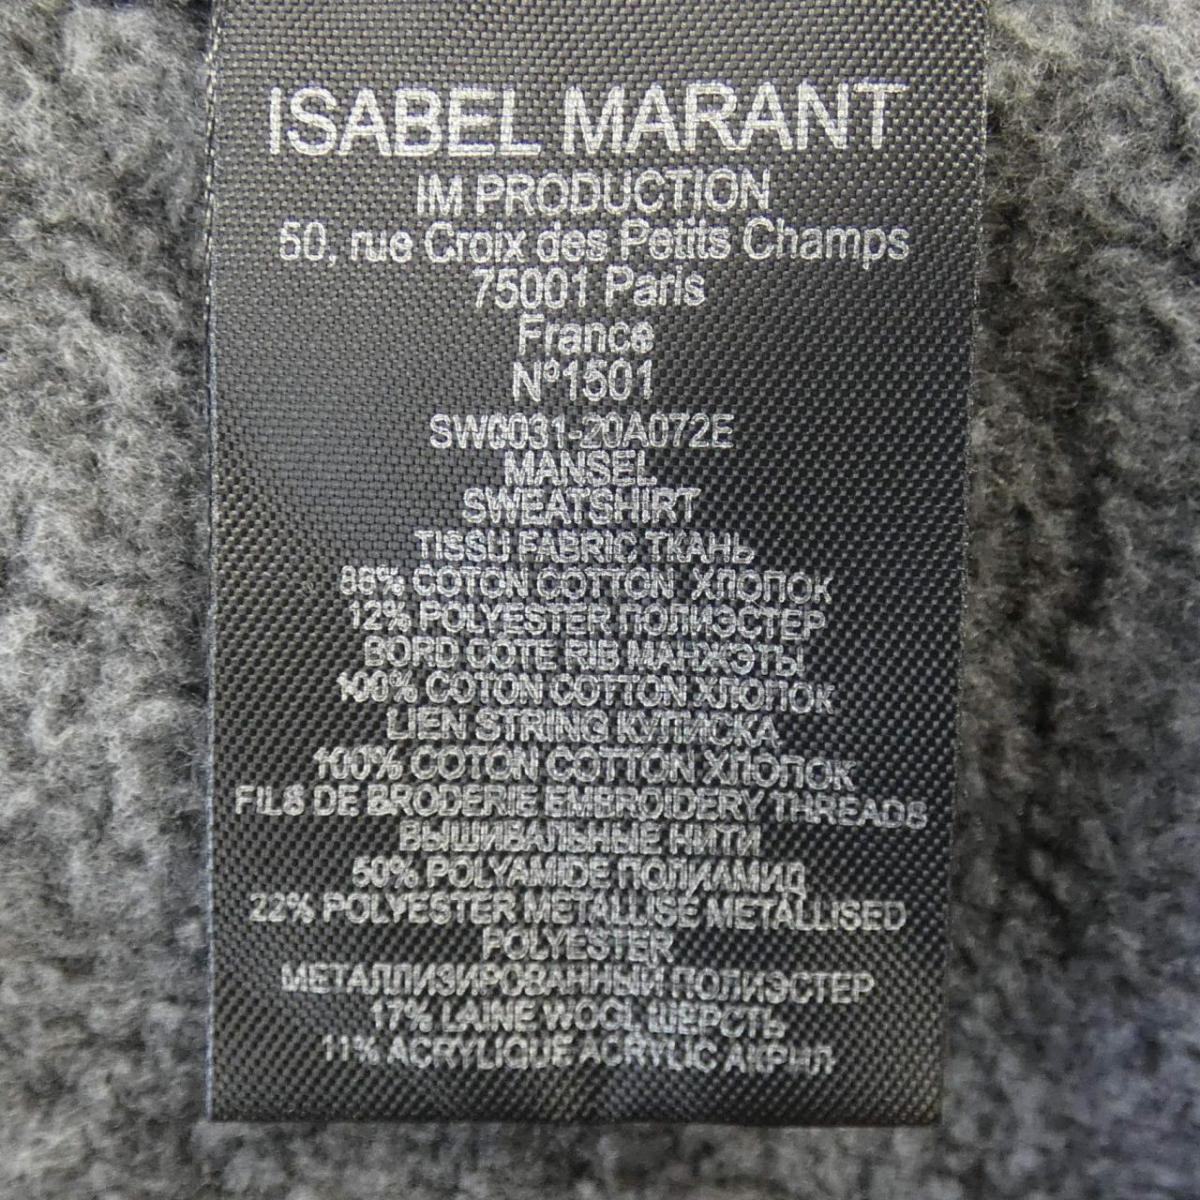 ISABEL MARANT
IM PRODUCTION
50, rue Croix des Petits Champs
75001 Paris
France
Nº1501
SW0031-20A072E
MANSEL
SWEATSHIRT
TISSU FABRIC ТКАНЬ
88% COTON COTTON ХЛОПОК
12% POLYESTER ПОЛИЭСТЕР
BORD COTE RIB МАНЖЭТЫ
100% COTON COTTON ХЛОПОК
LIEN STRING КУЛИСКА
100% COTON COTTON ХЛОПОК
FILS DE BRODERIE EMBROIDERY THREADS
ВЫШИВАЛЬНЫЕ НИТИ
50% POLYAMIDE ПОЛИАМИД
22% POLYESTER METALLISE METALLISED
POLYESTER
МЕТАЛЛИЗИРОВАННЫЙ ПОЛИЭСТЕР
17% LAINE WOOL ШЕРСТЬ
11% ACRYLIQUE ACRYLIC АКРИЛ